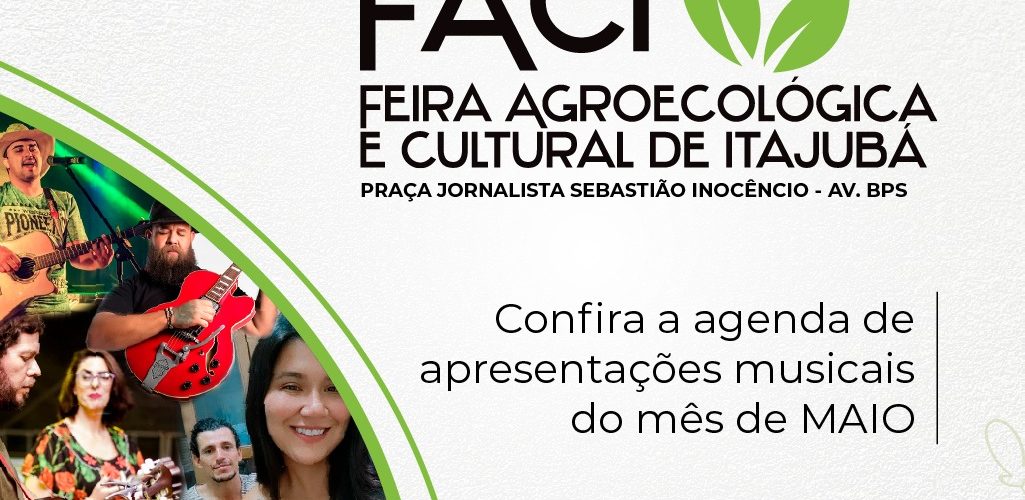 FACI
FEIRA AGROECOLÓGICA
E CULTURAL DE ITAJUBÁ
PRAÇA JORNALISTA SEBASTIÃO INOCÊNCIO - AV. BPS
PIONEER
Confira a agenda de
apresentações musicais
do mês de MAIO